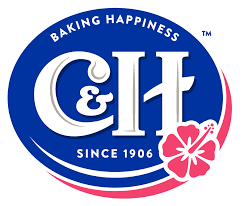 BAKING HAPPINESS
™
C&H
SINCE 1906